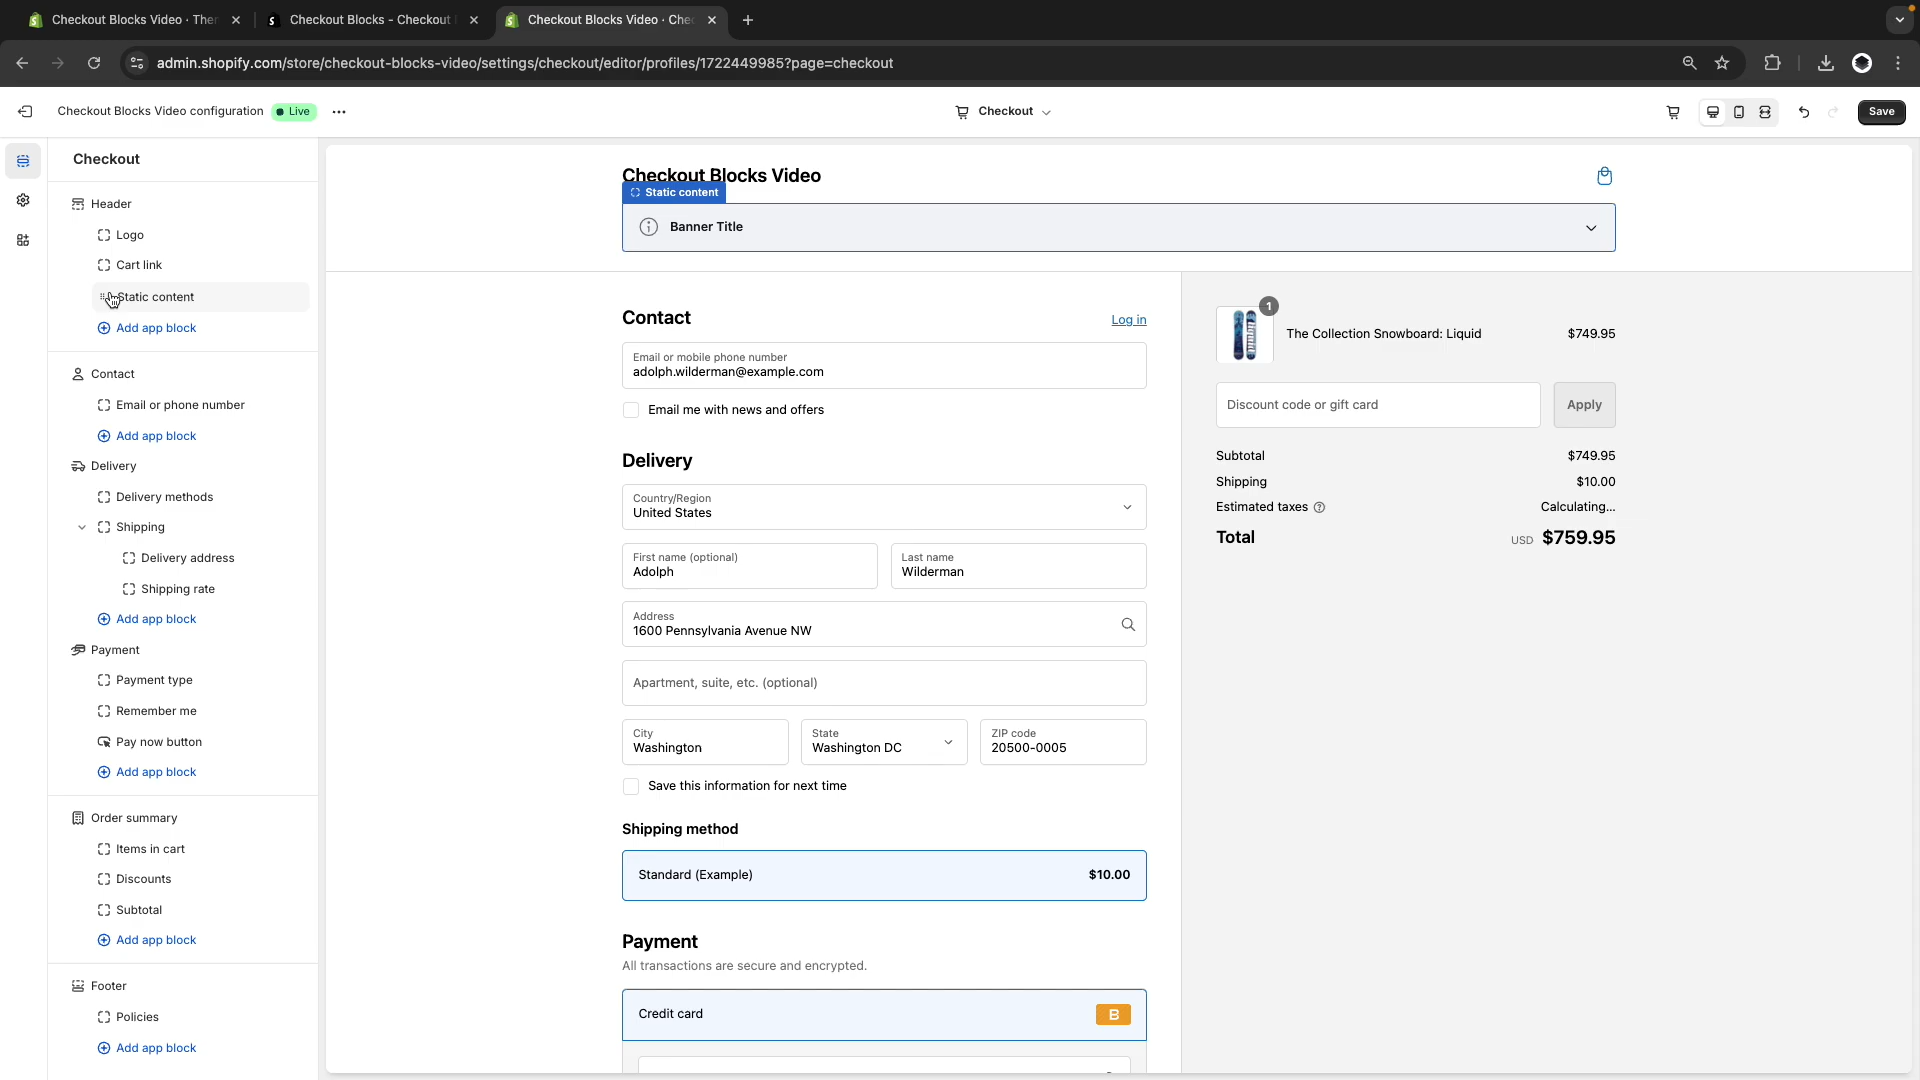 Checkout Blocks Video · Ther
Checkout Blocks - Checkout
Checkout Blocks Video · Chec
admin.shopify.com/store/checkout-blocks-video/settings/checkout/editor/profiles/1722449985?page=checkout
Checkout Blocks Video configuration
Live
Checkout
Save
Checkout
Header
Logo
Cart link
Static content
Add app block
Contact
Email or phone number
Add app block
Delivery
Delivery methods
Shipping
Delivery address
Shipping rate
Add app block
Payment
Payment type
Remember me
Pay now button
Add app block
Order summary
Items in cart
Discounts
Subtotal
Add app block
Footer
Policies
Add app block
Checkout Blocks Video
Static content
Banner Title
Contact
Log in
Email or mobile phone number
adolph.wilderman@example.com
Email me with news and offers
Delivery
Country/Region
United States
First name (optional)
Adolph
Last name
Wilderman
Address
1600 Pennsylvania Avenue NW
Apartment, suite, etc. (optional)
City
Washington
State
Washington DC
ZIP code
20500-0005
Save this information for next time
Shipping method
Standard (Example) $10.00
Payment
All transactions are secure and encrypted.
Credit card
B
1
The Collection Snowboard: Liquid $749.95
Discount code or gift card
Apply
Subtotal $749.95
Shipping $10.00
Estimated taxes Calculating...
Total USD $759.95